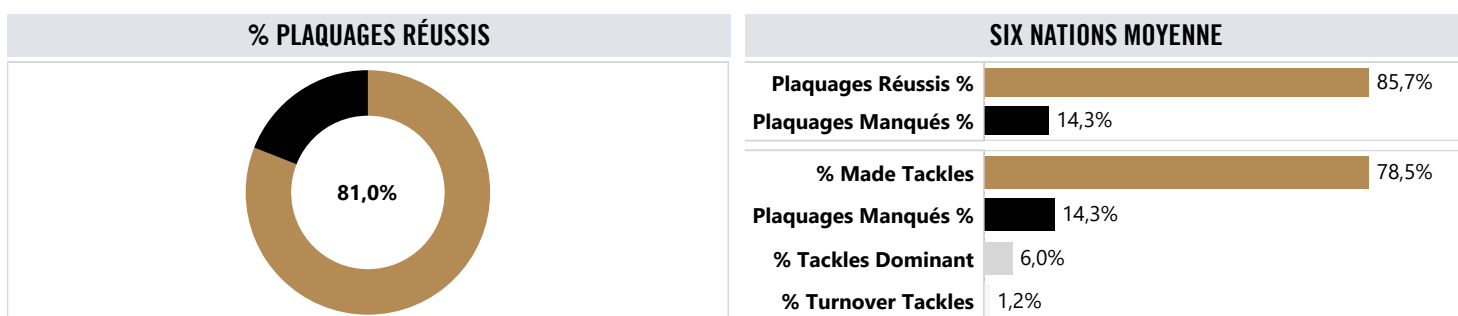 % PLAQUAGES RÉUSSIS
81,0%
SIX NATIONS MOYENNE
Plaquages Réussis % 85,7%
Plaquages Manqués % 14,3%
% Made Tackles 78,5%
Plaquages Manqués % 14,3%
% Tackles Dominant 6,0%
% Turnover Tackles 1,2%